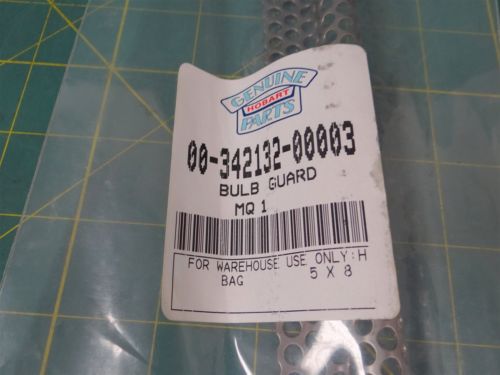 GENUINE
HOBART
PARTS
00-342132-00003
BULB GUARD
MQ 1
FOR WAREHOUSE USE ONLY:H
BAG 5 X 8